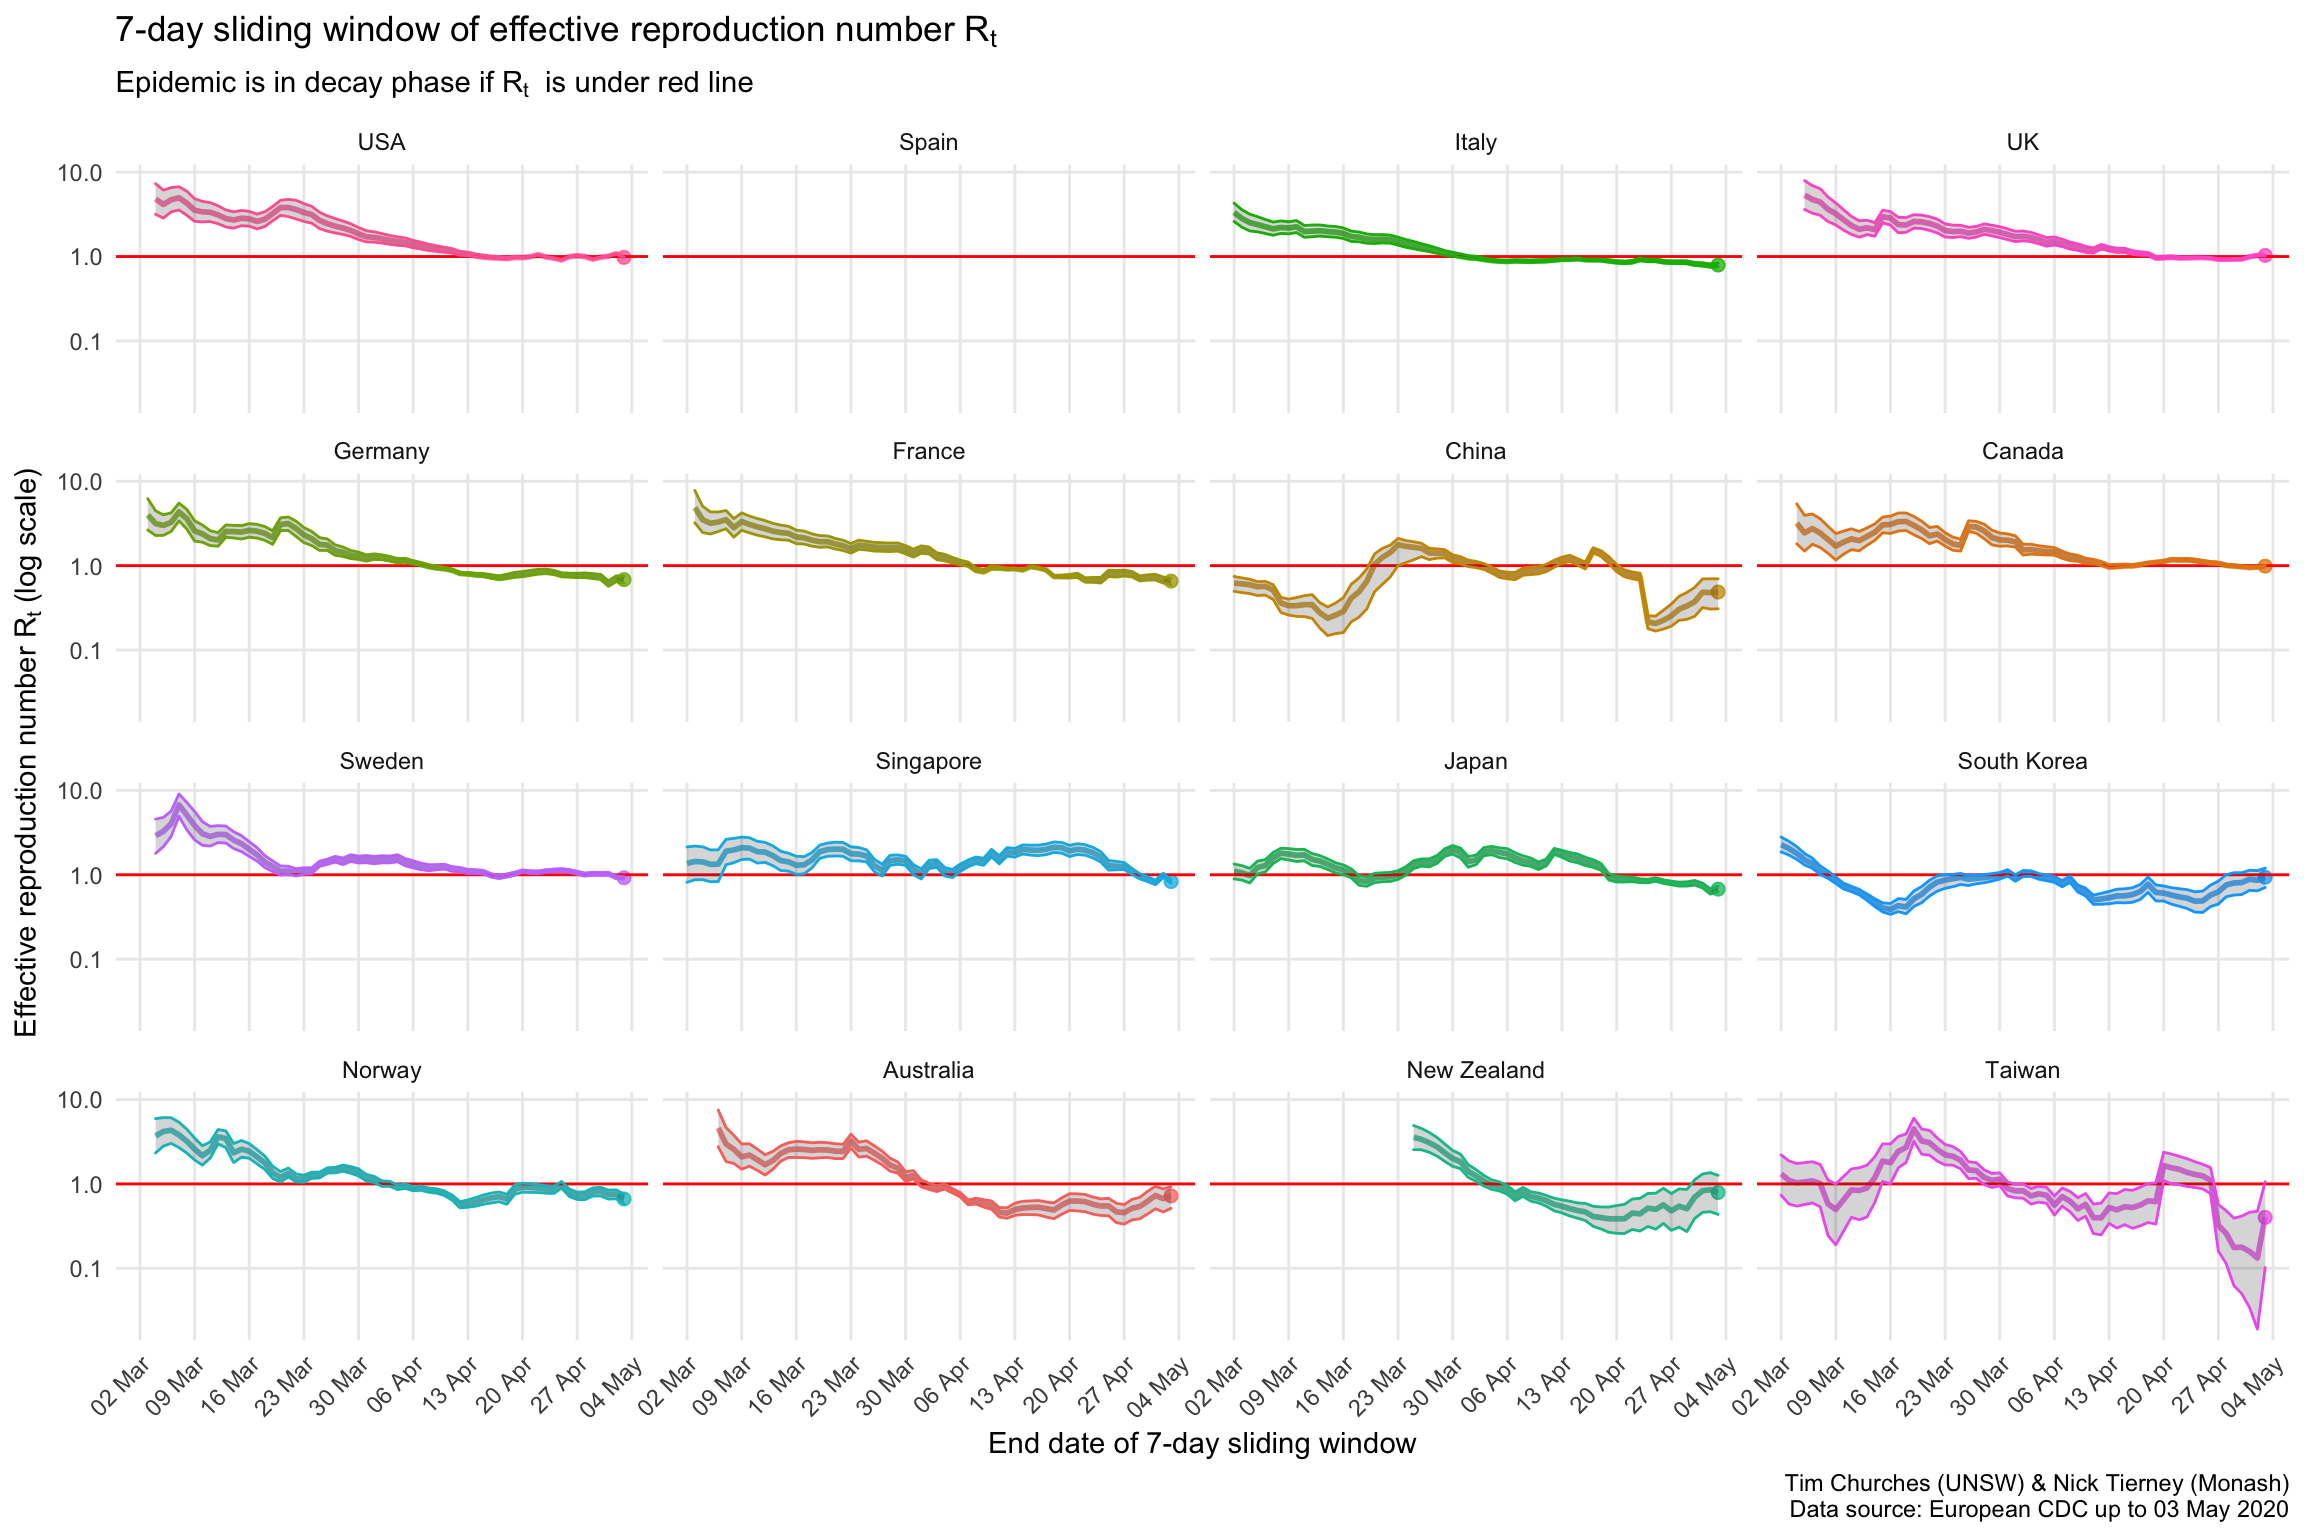 7-day sliding window of effective reproduction number Rt
Epidemic is in decay phase if Rt is under red line
USA Spain Italy UK
10.0
1.0
0.1
Germany France China Canada
10.0
1.0
0.1
Sweden Singapore Japan South Korea
10.0
1.0
0.1
Norway Australia New Zealand Taiwan
10.0
1.0
0.1
Effective reproduction number Rt (log scale)
02 Mar 09 Mar 16 Mar 23 Mar 30 Mar 06 Apr 13 Apr 20 Apr 27 Apr 04 May 02 Mar 09 Mar 16 Mar 23 Mar 30 Mar 06 Apr 13 Apr 20 Apr 27 Apr 04 May 02 Mar 09 Mar 16 Mar 23 Mar 30 Mar 06 Apr 13 Apr 20 Apr 27 Apr 04 May 02 Mar 09 Mar 16 Mar 23 Mar 30 Mar 06 Apr 13 Apr 20 Apr 27 Apr 04 May
End date of 7-day sliding window
Tim Churches (UNSW) & Nick Tierney (Monash)
Data source: European CDC up to 03 May 2020